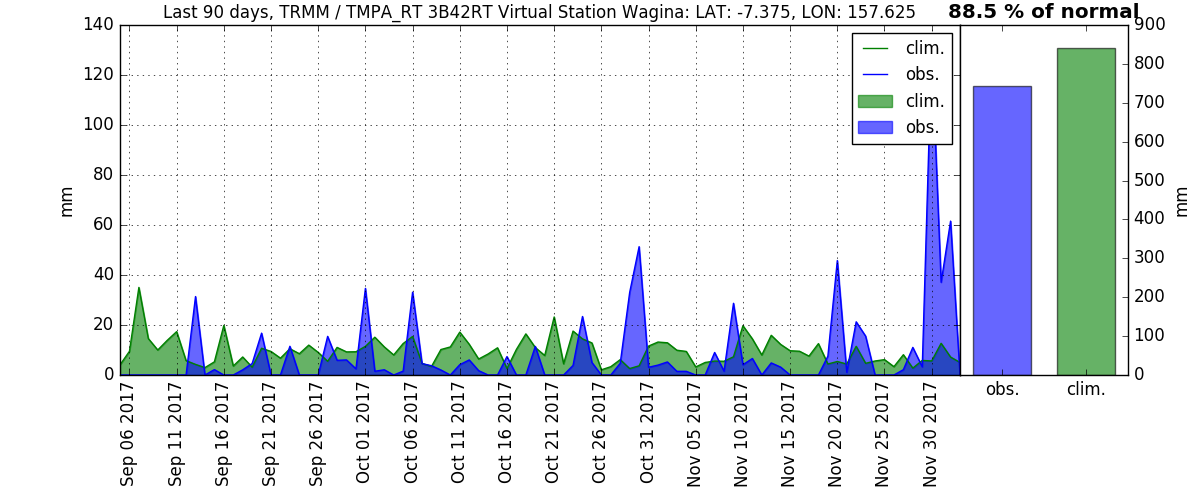 Last 90 days, TRMM / TMPA_RT 3B42RT Virtual Station Wagina: LAT: -7.375, LON: 157.625
88.5 % of normal
140
120
100
80
60
40
20
0
mm
clim.
obs.
clim.
obs.
900
800
700
600
500
400
300
200
100
0
mm
Sep 06 2017
Sep 11 2017
Sep 16 2017
Sep 21 2017
Sep 26 2017
Oct 01 2017
Oct 06 2017
Oct 11 2017
Oct 16 2017
Oct 21 2017
Oct 26 2017
Oct 31 2017
Nov 05 2017
Nov 10 2017
Nov 15 2017
Nov 20 2017
Nov 25 2017
Nov 30 2017
obs.
clim.